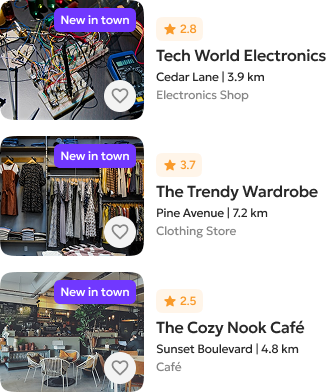 New in town
2.8
Tech World Electronics
Cedar Lane | 3.9 km
Electronics Shop
New in town
3.7
The Trendy Wardrobe
Pine Avenue | 7.2 km
Clothing Store
New in town
2.5
The Cozy Nook Café
Sunset Boulevard | 4.8 km
Café